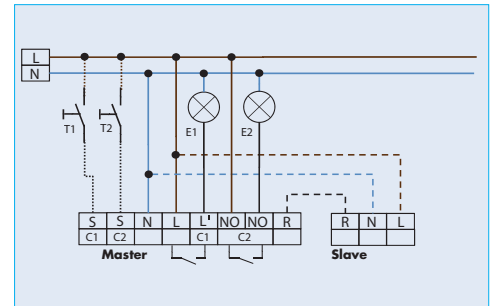 L
N
T1 T2 E1 E2
S S N L L' NO NO R R N L
C1 C2 C1 C2
Master Slave